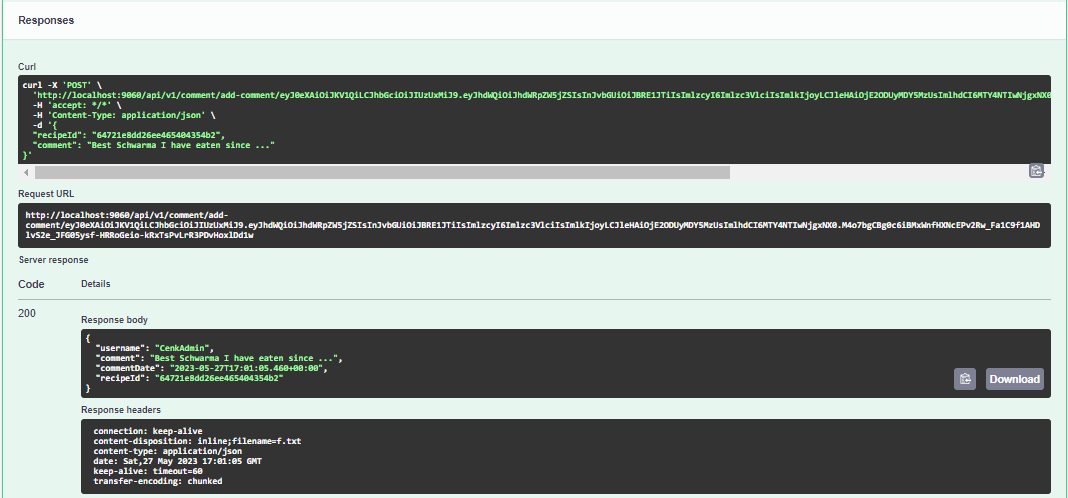 Responses
Curl
curl -X 'POST' \
'http://localhost:9060/api/v1/comment/add-comment/eyJ0eXAiOiJKV1QiLCJhbGciOiJIUzUxMiJ9.eyJhdWQiOiJhdWRpZW5jZSIsInJvbGUiOiJBRE1JTiIsImlzcyI6Imlzc3VlciIsImlkIjoyLCJleHAiOjE2ODUyMDY5MzUsImlhdCI6MTY4NTIwNjgxNX0
-H 'accept: */*' \
-H 'Content-Type: application/json' \
-d '{
"recipeId": "64721e8dd26ee465404354b2",
"comment": "Best Schwarma I have eaten since ..."
}'
Request URL
http://localhost:9060/api/v1/comment/add-
comment/eyJ0eXAiOiJKV1QiLCJhbGciOiJIUzUxMiJ9.eyJhdWQiOiJhdWRpZW5jZSIsInJvbGUiOiJBRE1JTiIsImlzcyI6Imlzc3VlciIsImlkIjoyLCJleHAiOjE2ODUyMDY5MzUsImlhdCI6MTY4NTIwNjgxNX0.M4o7bgCBg0c6iBMxWnfHXNcEPv2Rw_Fa1C9f1AHD
lvS2e_JFG05ysf-HRRoGeio-kRxTsPvLrR3PDvHoxlDd1w
Server response
Code Details
200
Response body
{
"username": "CenkAdmin",
"comment": "Best Schwarma I have eaten since ...",
"commentDate": "2023-05-27T17:01:05.460+00:00",
"recipeId": "64721e8dd26ee465404354b2"
}
Download
Response headers
connection: keep-alive
content-disposition: inline;filename=f.txt
content-type: application/json
date: Sat,27 May 2023 17:01:05 GMT
keep-alive: timeout=60
transfer-encoding: chunked